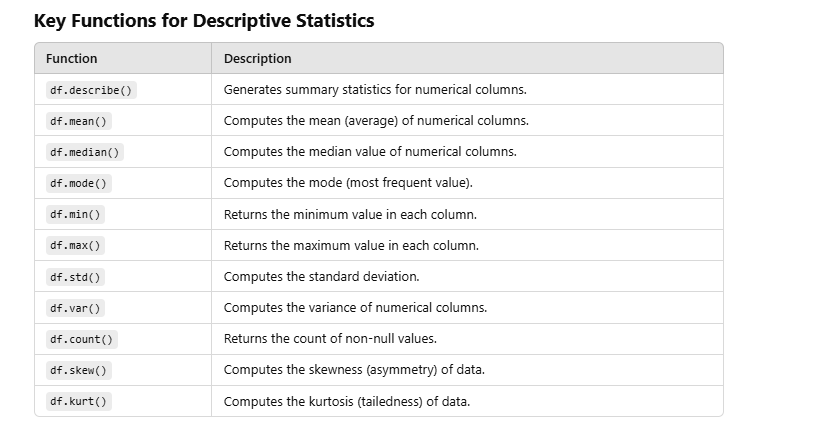 Key Functions for Descriptive Statistics
Function Description
df.describe() Generates summary statistics for numerical columns.
df.mean() Computes the mean (average) of numerical columns.
df.median() Computes the median value of numerical columns.
df.mode() Computes the mode (most frequent value).
df.min() Returns the minimum value in each column.
df.max() Returns the maximum value in each column.
df.std() Computes the standard deviation.
df.var() Computes the variance of numerical columns.
df.count() Returns the count of non-null values.
df.skew() Computes the skewness (asymmetry) of data.
df.kurt() Computes the kurtosis (tailedness) of data.